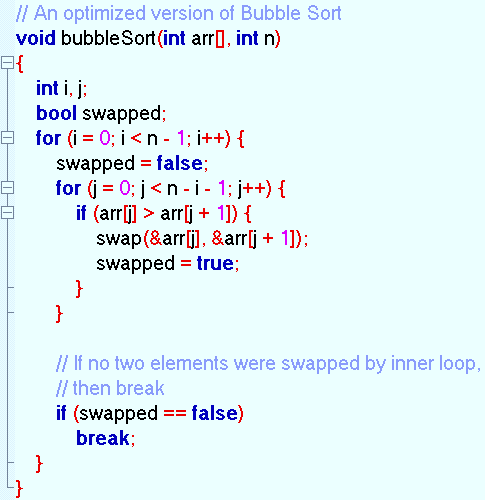 // An optimized version of Bubble Sort
void bubbleSort(int arr[], int n)
{
    int i, j;
    bool swapped;
    for (i = 0; i < n - 1; i++) {
        swapped = false;
        for (j = 0; j < n - i - 1; j++) {
            if (arr[j] > arr[j + 1]) {
                swap(&arr[j], &arr[j + 1]);
                swapped = true;
            }
        }

        // If no two elements were swapped by inner loop,
        // then break
        if (swapped == false)
            break;
    }
}